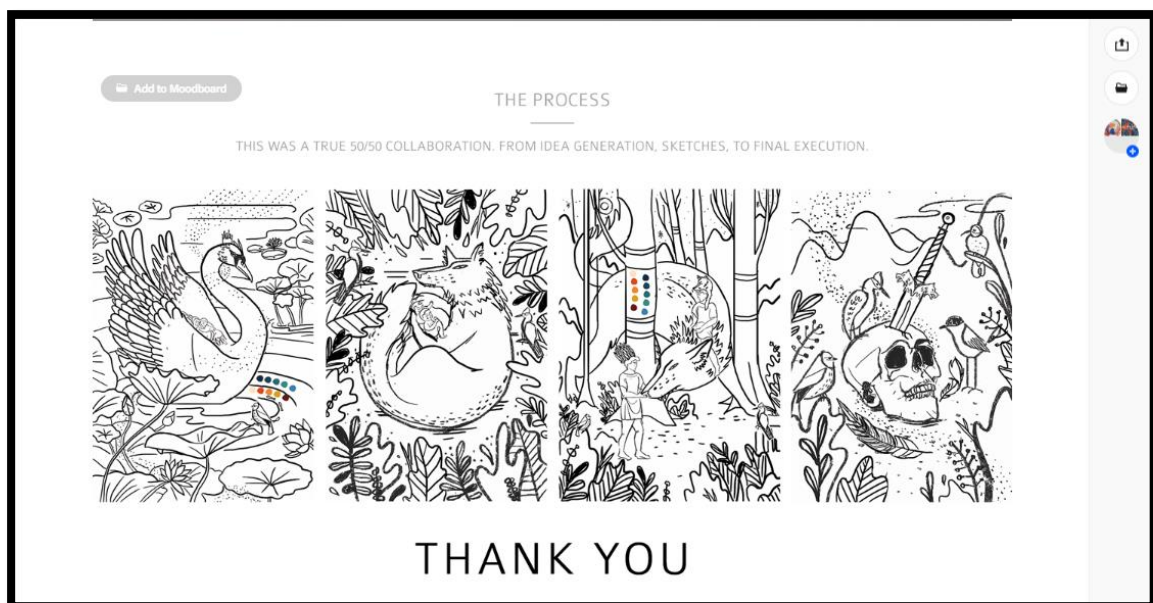 Add to Moodboard
THE PROCESS
THIS WAS A TRUE 50/50 COLLABORATION. FROM IDEA GENERATION, SKETCHES, TO FINAL EXECUTION.
THANK YOU